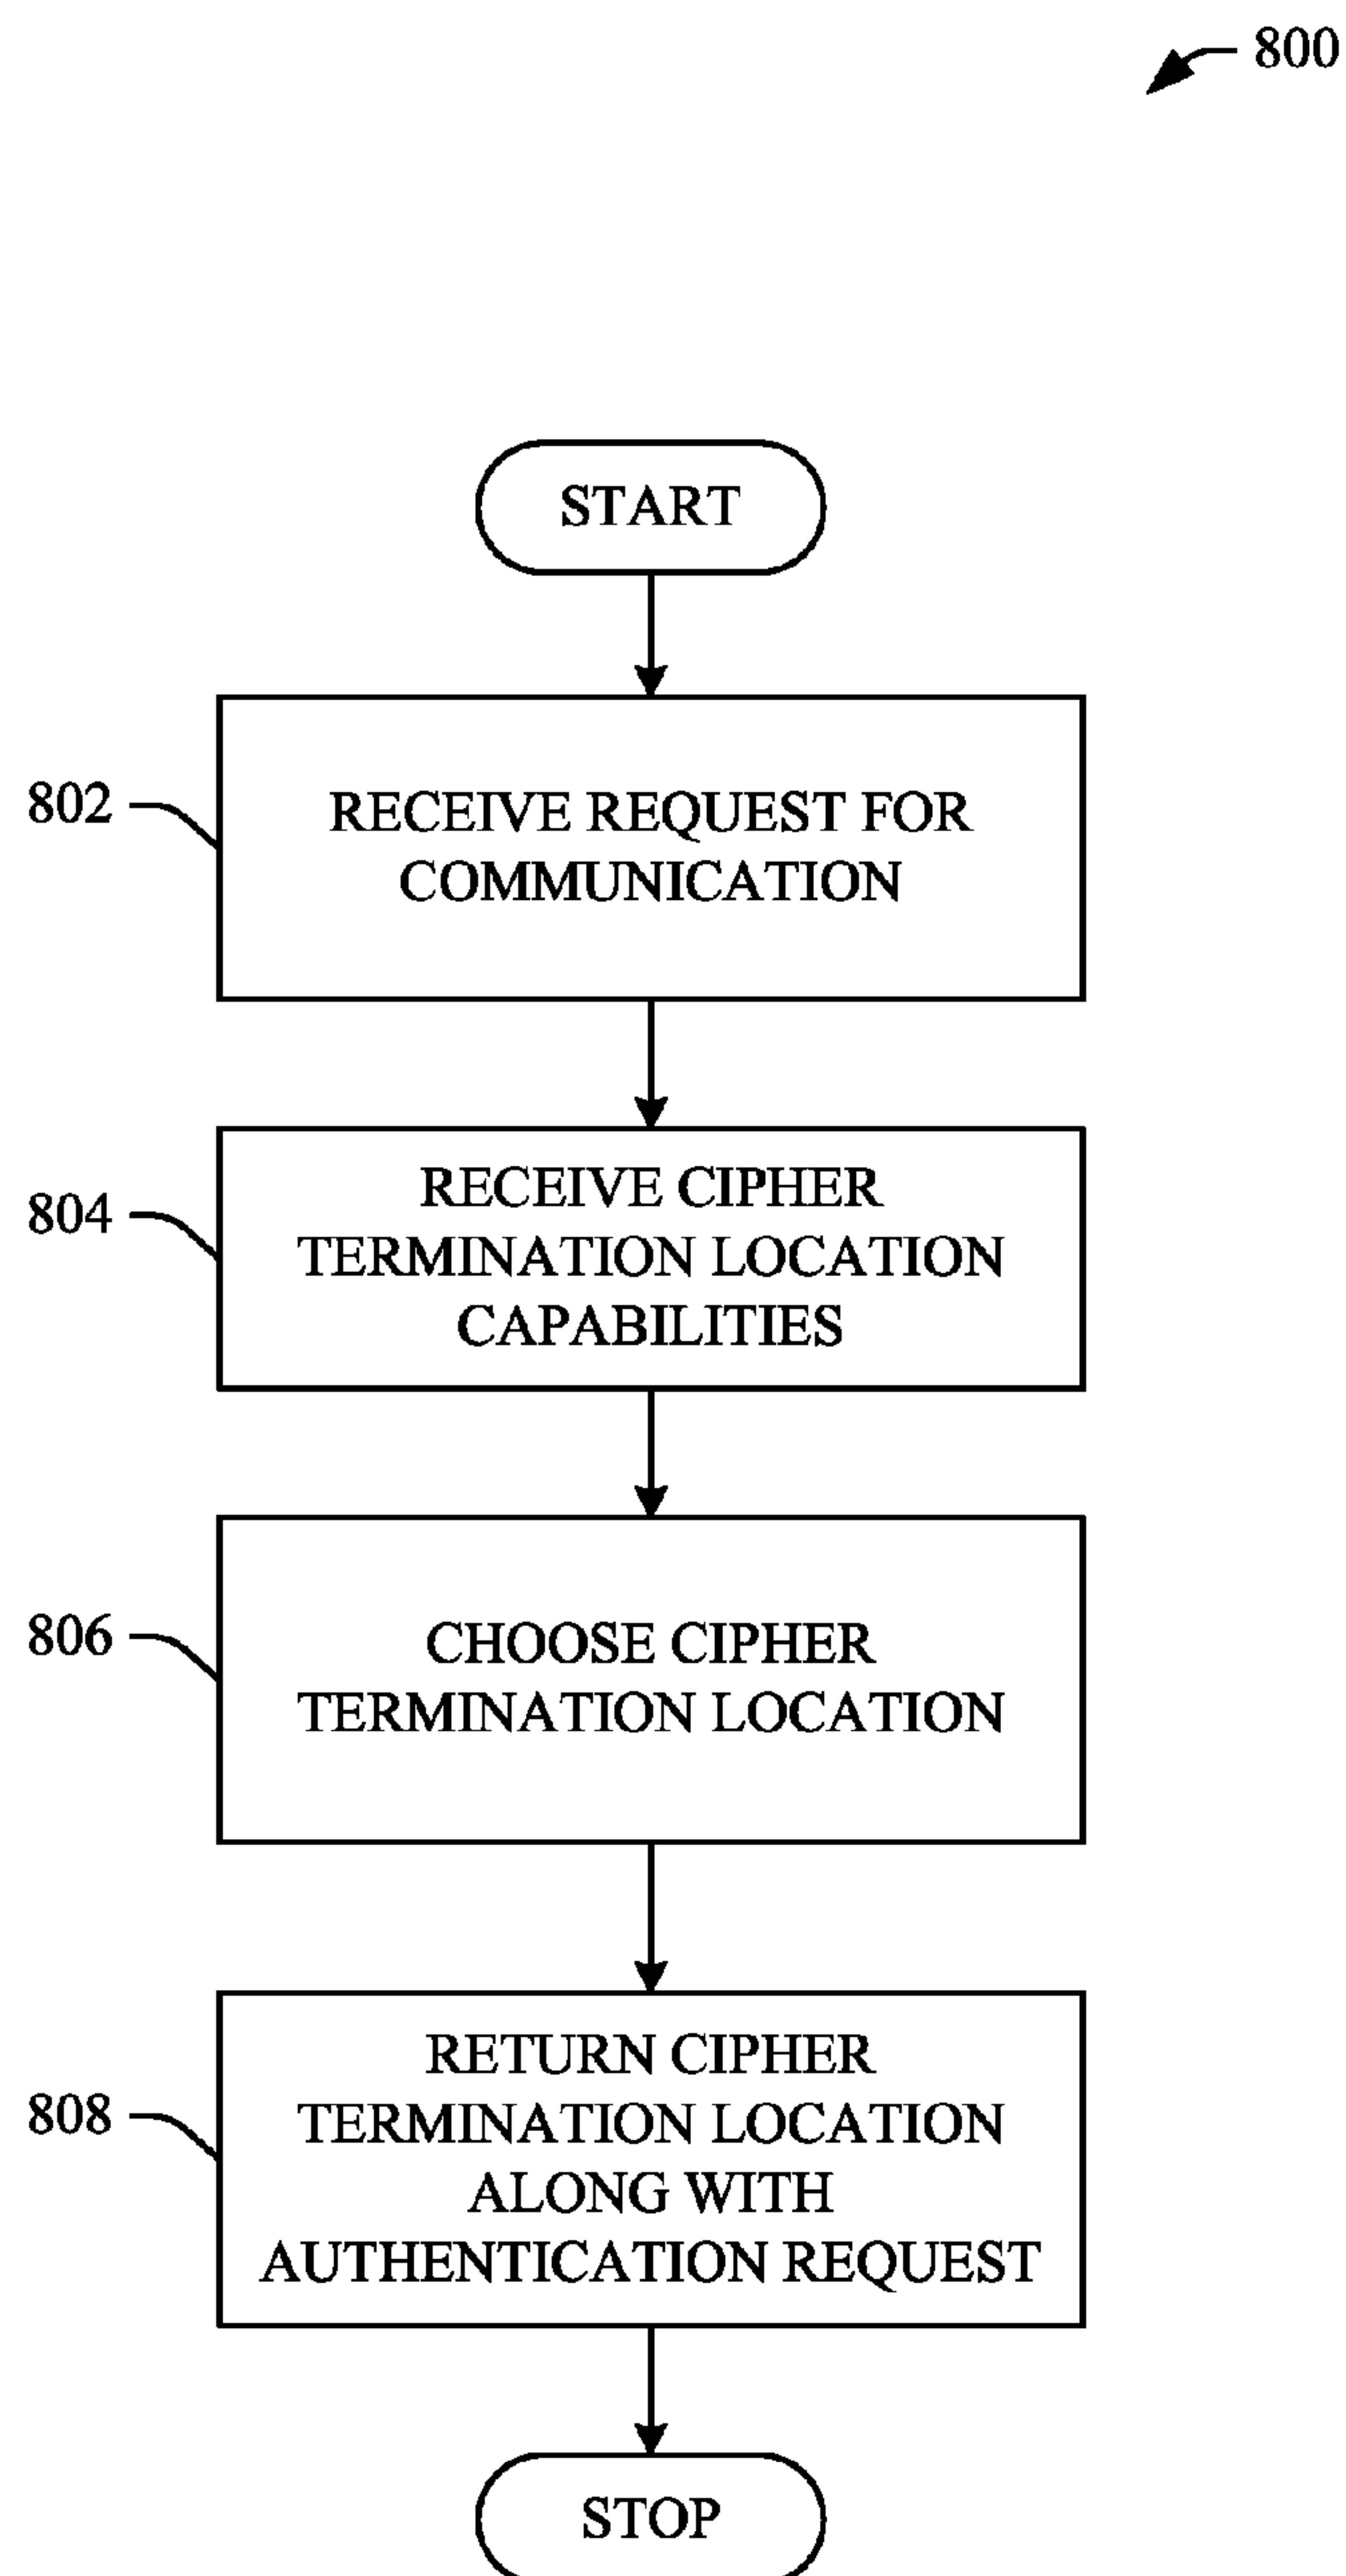 800
START
802
RECEIVE REQUEST FOR
COMMUNICATION
804
RECEIVE CIPHER
TERMINATION LOCATION
CAPABILITIES
806
CHOOSE CIPHER
TERMINATION LOCATION
808
RETURN CIPHER
TERMINATION LOCATION
ALONG WITH
AUTHENTICATION REQUEST
STOP